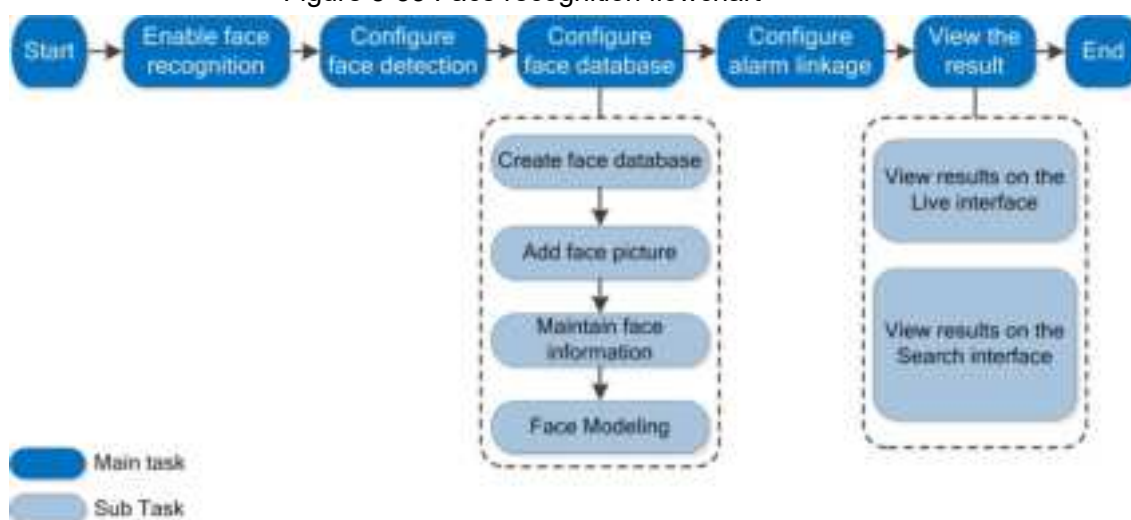 Start
Enable face
recognition
Configure
face detection
Configure
face database
Configure
alarm linkage
View the
result
End
Create face database
Add face picture
Maintain face
information
Face Modeling
View results on the
Live interface
View results on the
Search interface
Main task
Sub Task